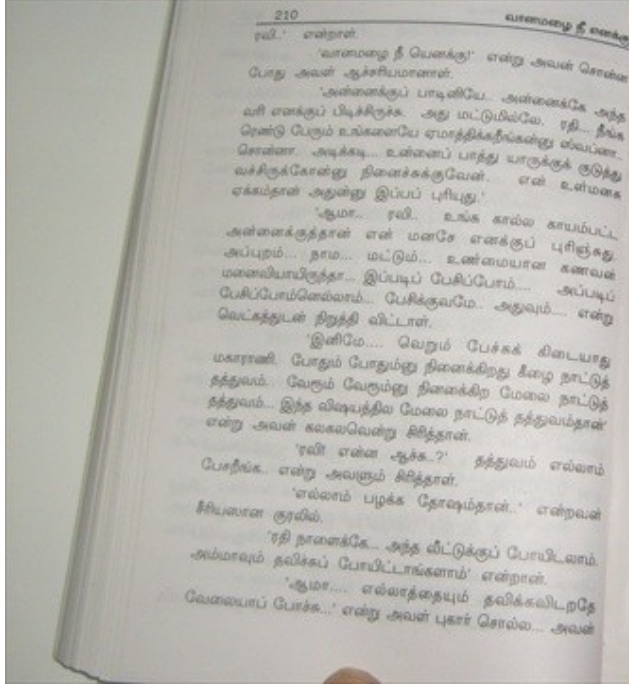 210 வானமழை நீ எனக்கு
ரவி..' என்றாள்.
'வானமழை நீ யெனக்கு!' என்று அவன் சொன்ன
போது அவள் ஆச்சரியமானாள்.
'அன்னைக்குப் பாடினியே... அன்னைக்கே அந்த
வரி எனக்குப் பிடிச்சிருச்சு. அது மட்டுமில்லே. ரதி... நீங்க
ரெண்டு பேரும் உங்களையே ஏமாத்திக்கறீங்கன்னு ஸ்வப்னா..
சொன்னா. அடிக்கடி... உன்னைப் பாத்து யாருக்குக் குடுத்து
வச்சிருக்கோன்னு நினைச்சுக்குவேன். என் உள்மன
ஏக்கம்தான் அதுன்னு இப்பப் புரியுது.'
'ஆமா.. ரவி.. உங்க கால்ல காயம்பட்ட
அன்னைக்குத்தான் என் மனசே எனக்குப் புரிஞ்சுது.
அப்புறம்... நாம... மட்டும்... உண்மையான கணவன்
மனைவியாயிருந்தா... இப்படிப் பேசிப்போம்.... அப்படிப்
பேசிப்போம்னெல்லாம்... பேசிக்குவமே.. அதுவும்.... என்று
வெட்கத்துடன் நிறுத்தி விட்டாள்.
'இனிமே.... வெறும் பேச்சுக் கிடையாது
மகாராணி. போதும் போதும்னு நினைக்கிறது கீழை நாட்டுத்
தத்துவம். வேரும் வேரும்னு நினைக்கிற மேலை நாட்டுத்
தத்துவம்... இந்த விஷயத்தில மேலை நாட்டுத் தத்துவம்தான்'
என்று அவன் கலகலவென்று சிரித்தான்.
'ரவி! என்ன ஆச்சு..?' தத்துவம் எல்லாம்
பேசறீங்க.. என்று அவளும் சிரித்தாள்.
'எல்லாம் பழக்க தோஷம்தான்..' என்றவன்
சீரியஸான குரலில்.
'ரதி நாளைக்கே... அந்த வீட்டுக்குப் போயிடலாம்.
அம்மாவும் தவிச்சுப் போயிட்டாங்களாம்' என்றான்.
'ஆமா.... எல்லாத்தையும் தவிக்கவிடறதே
வேலையாப் போச்சு...' என்று அவள் புகார் சொல்ல... அவன்